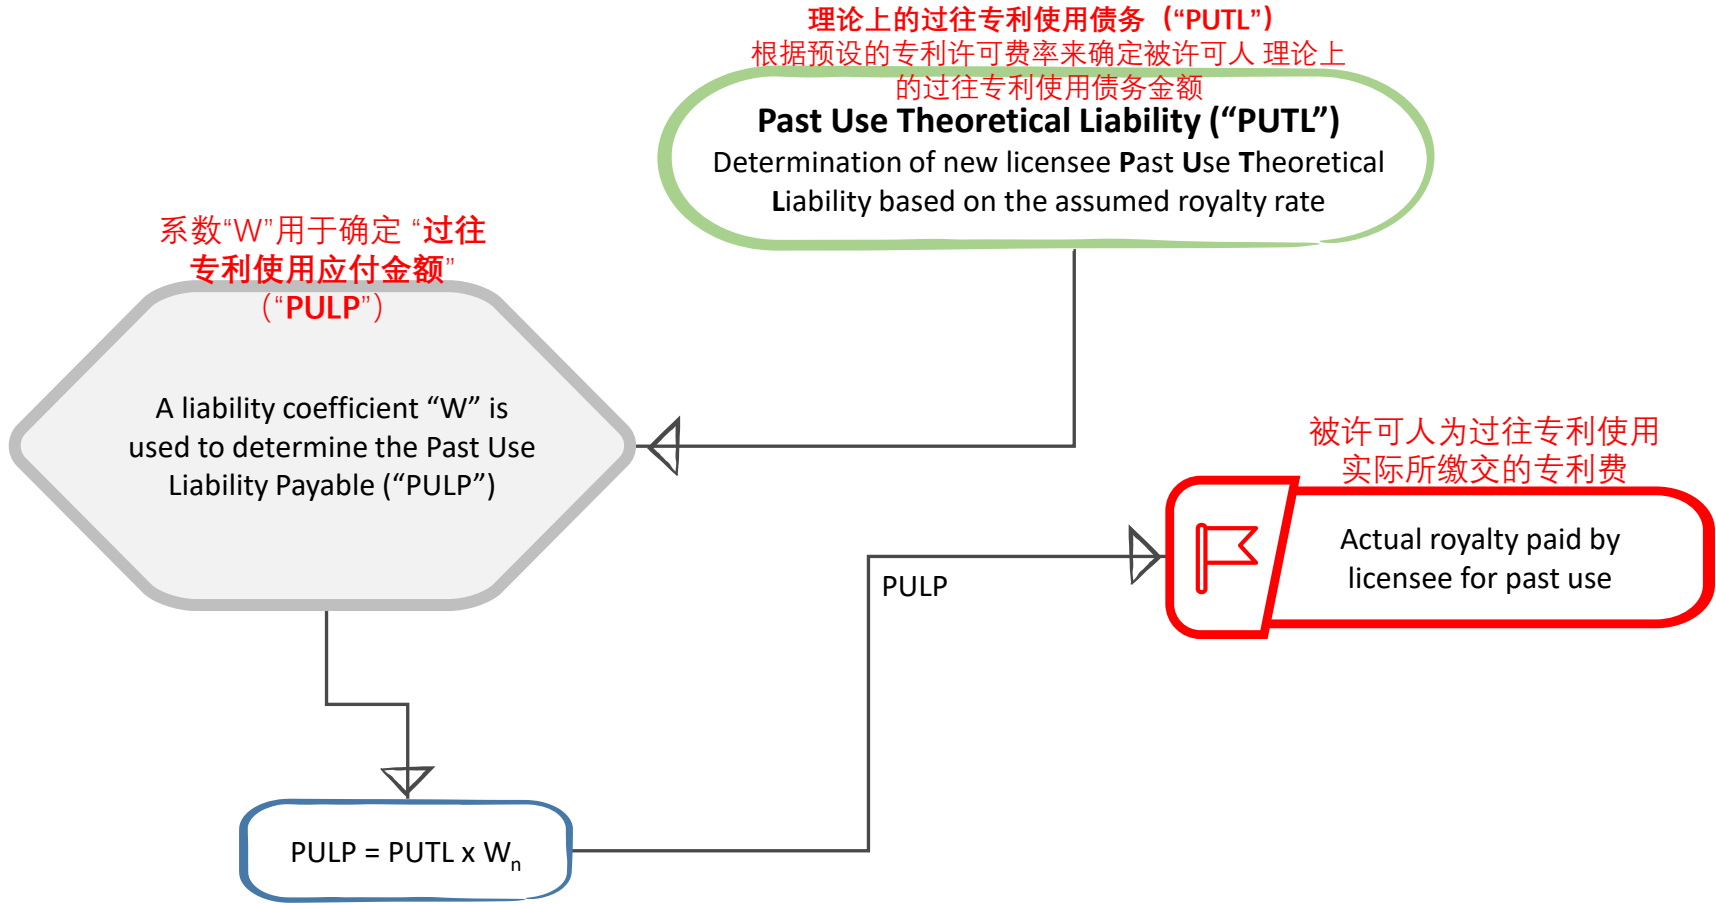 理论上的过往专利使用债务（“PUTL”）
根据预设的专利许可费率来确定被许可人 理论上
的过往专利使用债务金额
Past Use Theoretical Liability (“PUTL”)
Determination of new licensee Past Use Theoretical
Liability based on the assumed royalty rate
系数“W”用于确定 “过往
专利使用应付金额”
（“PULP”）
A liability coefficient “W” is
used to determine the Past Use
Liability Payable (“PULP”)
被许可人为过往专利使用
实际所缴交的专利费
Actual royalty paid by
licensee for past use
PULP
PULP = PUTL x Wn